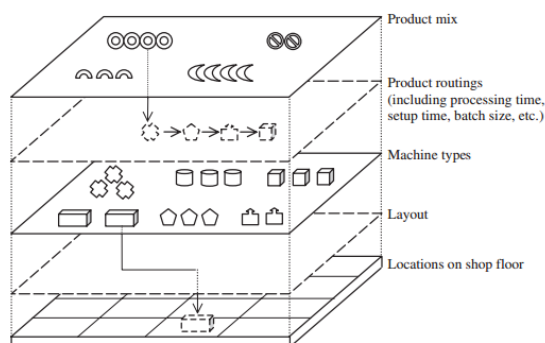 Product mix
Product routings
(including processing time,
setup time, batch size, etc.)
Machine types
Layout
Locations on shop floor